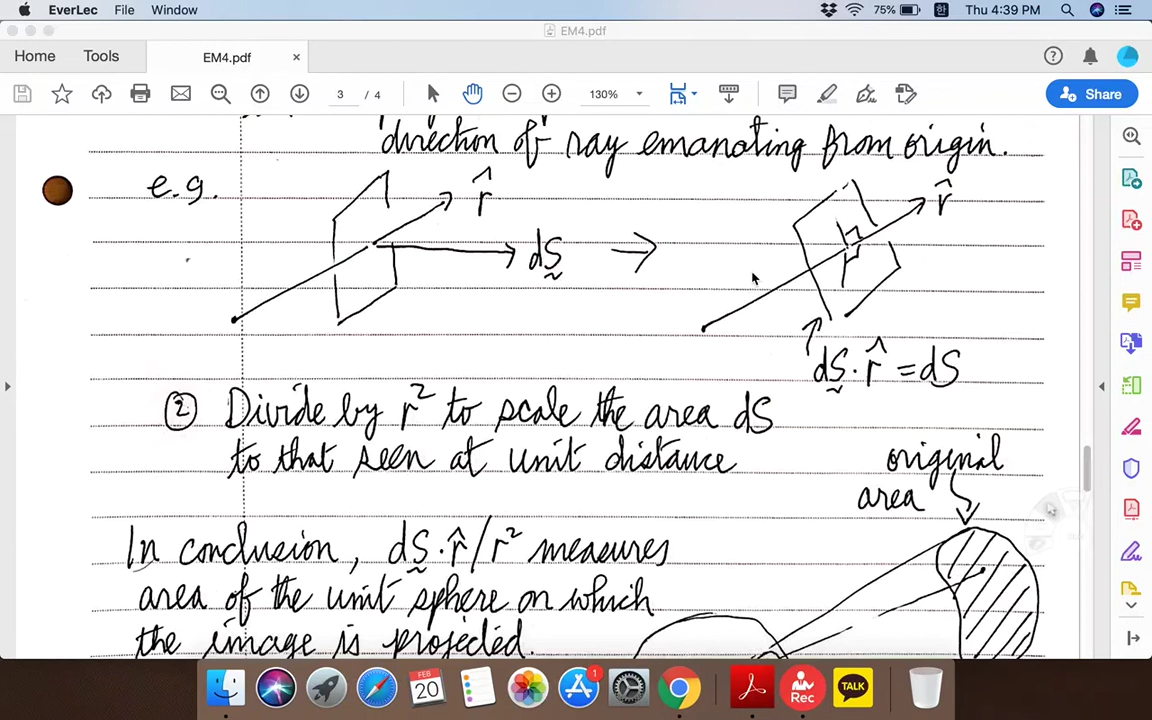 EverLec File Window 75% 한 Thu 4:39 PM
EM4.pdf
Home Tools EM4.pdf ×
3 / 4 130% Share
direction of ray emanating from origin.
e.g. r̂ dS → r̂
dS · r̂ = dS
② Divide by r² to scale the area dS
to that seen at unit distance
original
area
In conclusion, dS · r̂/r² measures
area of the unit sphere on which
the image is projected.
FEB
20
1
Rec
TALK